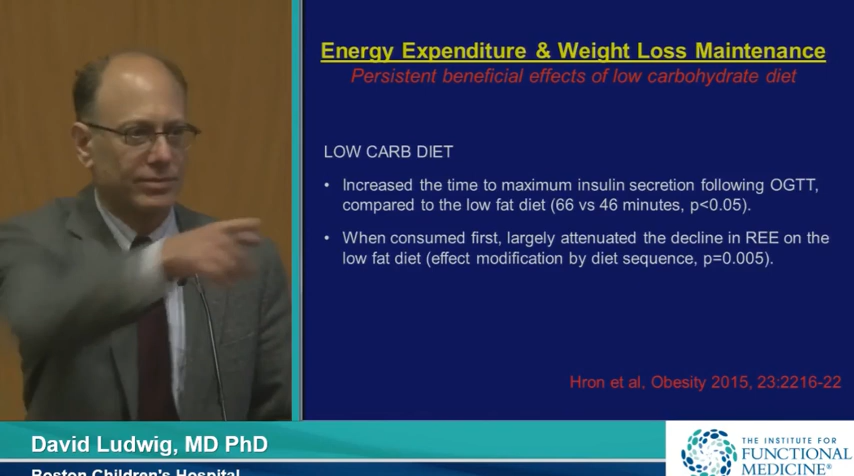 Energy Expenditure & Weight Loss Maintenance
Persistent beneficial effects of low carbohydrate diet
LOW CARB DIET
• Increased the time to maximum insulin secretion following OGTT,
compared to the low fat diet (66 vs 46 minutes, p<0.05).
• When consumed first, largely attenuated the decline in REE on the
low fat diet (effect modification by diet sequence, p=0.005).
Hron et al, Obesity 2015, 23:2216-22
David Ludwig, MD PhD
Boston Children's Hospital
THE INSTITUTE FOR
FUNCTIONAL
MEDICINE®